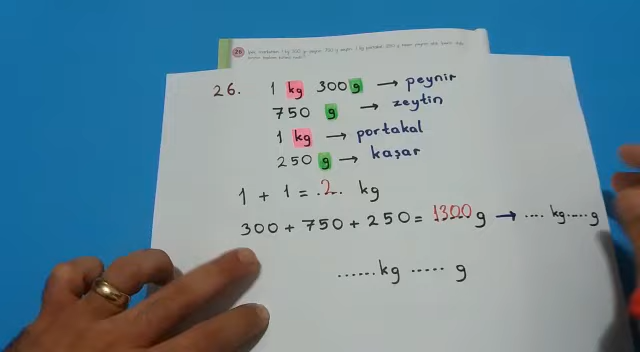 26.
1 kg 300g → peynir
750 g → zeytin
1 kg → portakal
250 g → kaşar
1 + 1 = ..2.. kg
300 + 750 + 250 = 1300 g → .... kg ..... g
...... kg ..... g